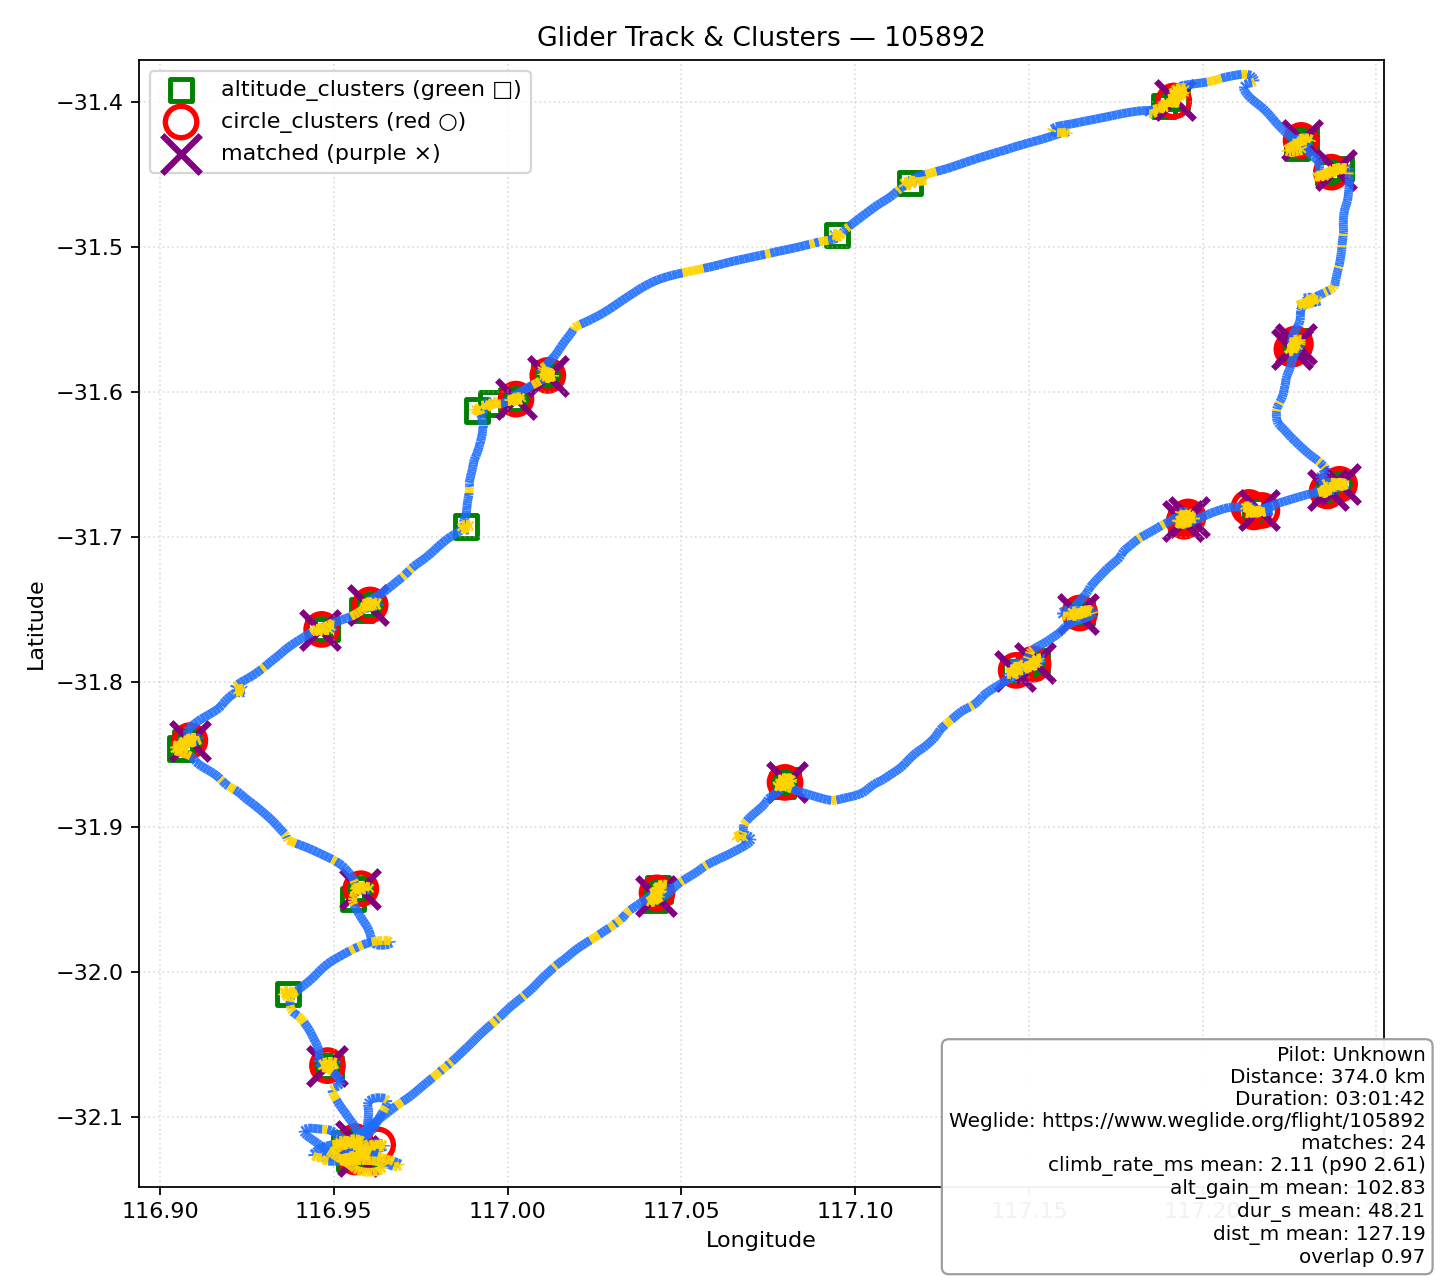 Glider Track & Clusters — 105892
altitude_clusters (green □)
circle_clusters (red ○)
matched (purple ×)
−31.4
−31.5
−31.6
−31.7
−31.8
−31.9
−32.0
−32.1
Latitude
116.90
116.95
117.00
117.05
117.10
117.15
117.20
Longitude
Pilot: Unknown
Distance: 374.0 km
Duration: 03:01:42
Weglide: https://www.weglide.org/flight/105892
matches: 24
climb_rate_ms mean: 2.11 (p90 2.61)
alt_gain_m mean: 102.83
dur_s mean: 48.21
dist_m mean: 127.19
overlap 0.97